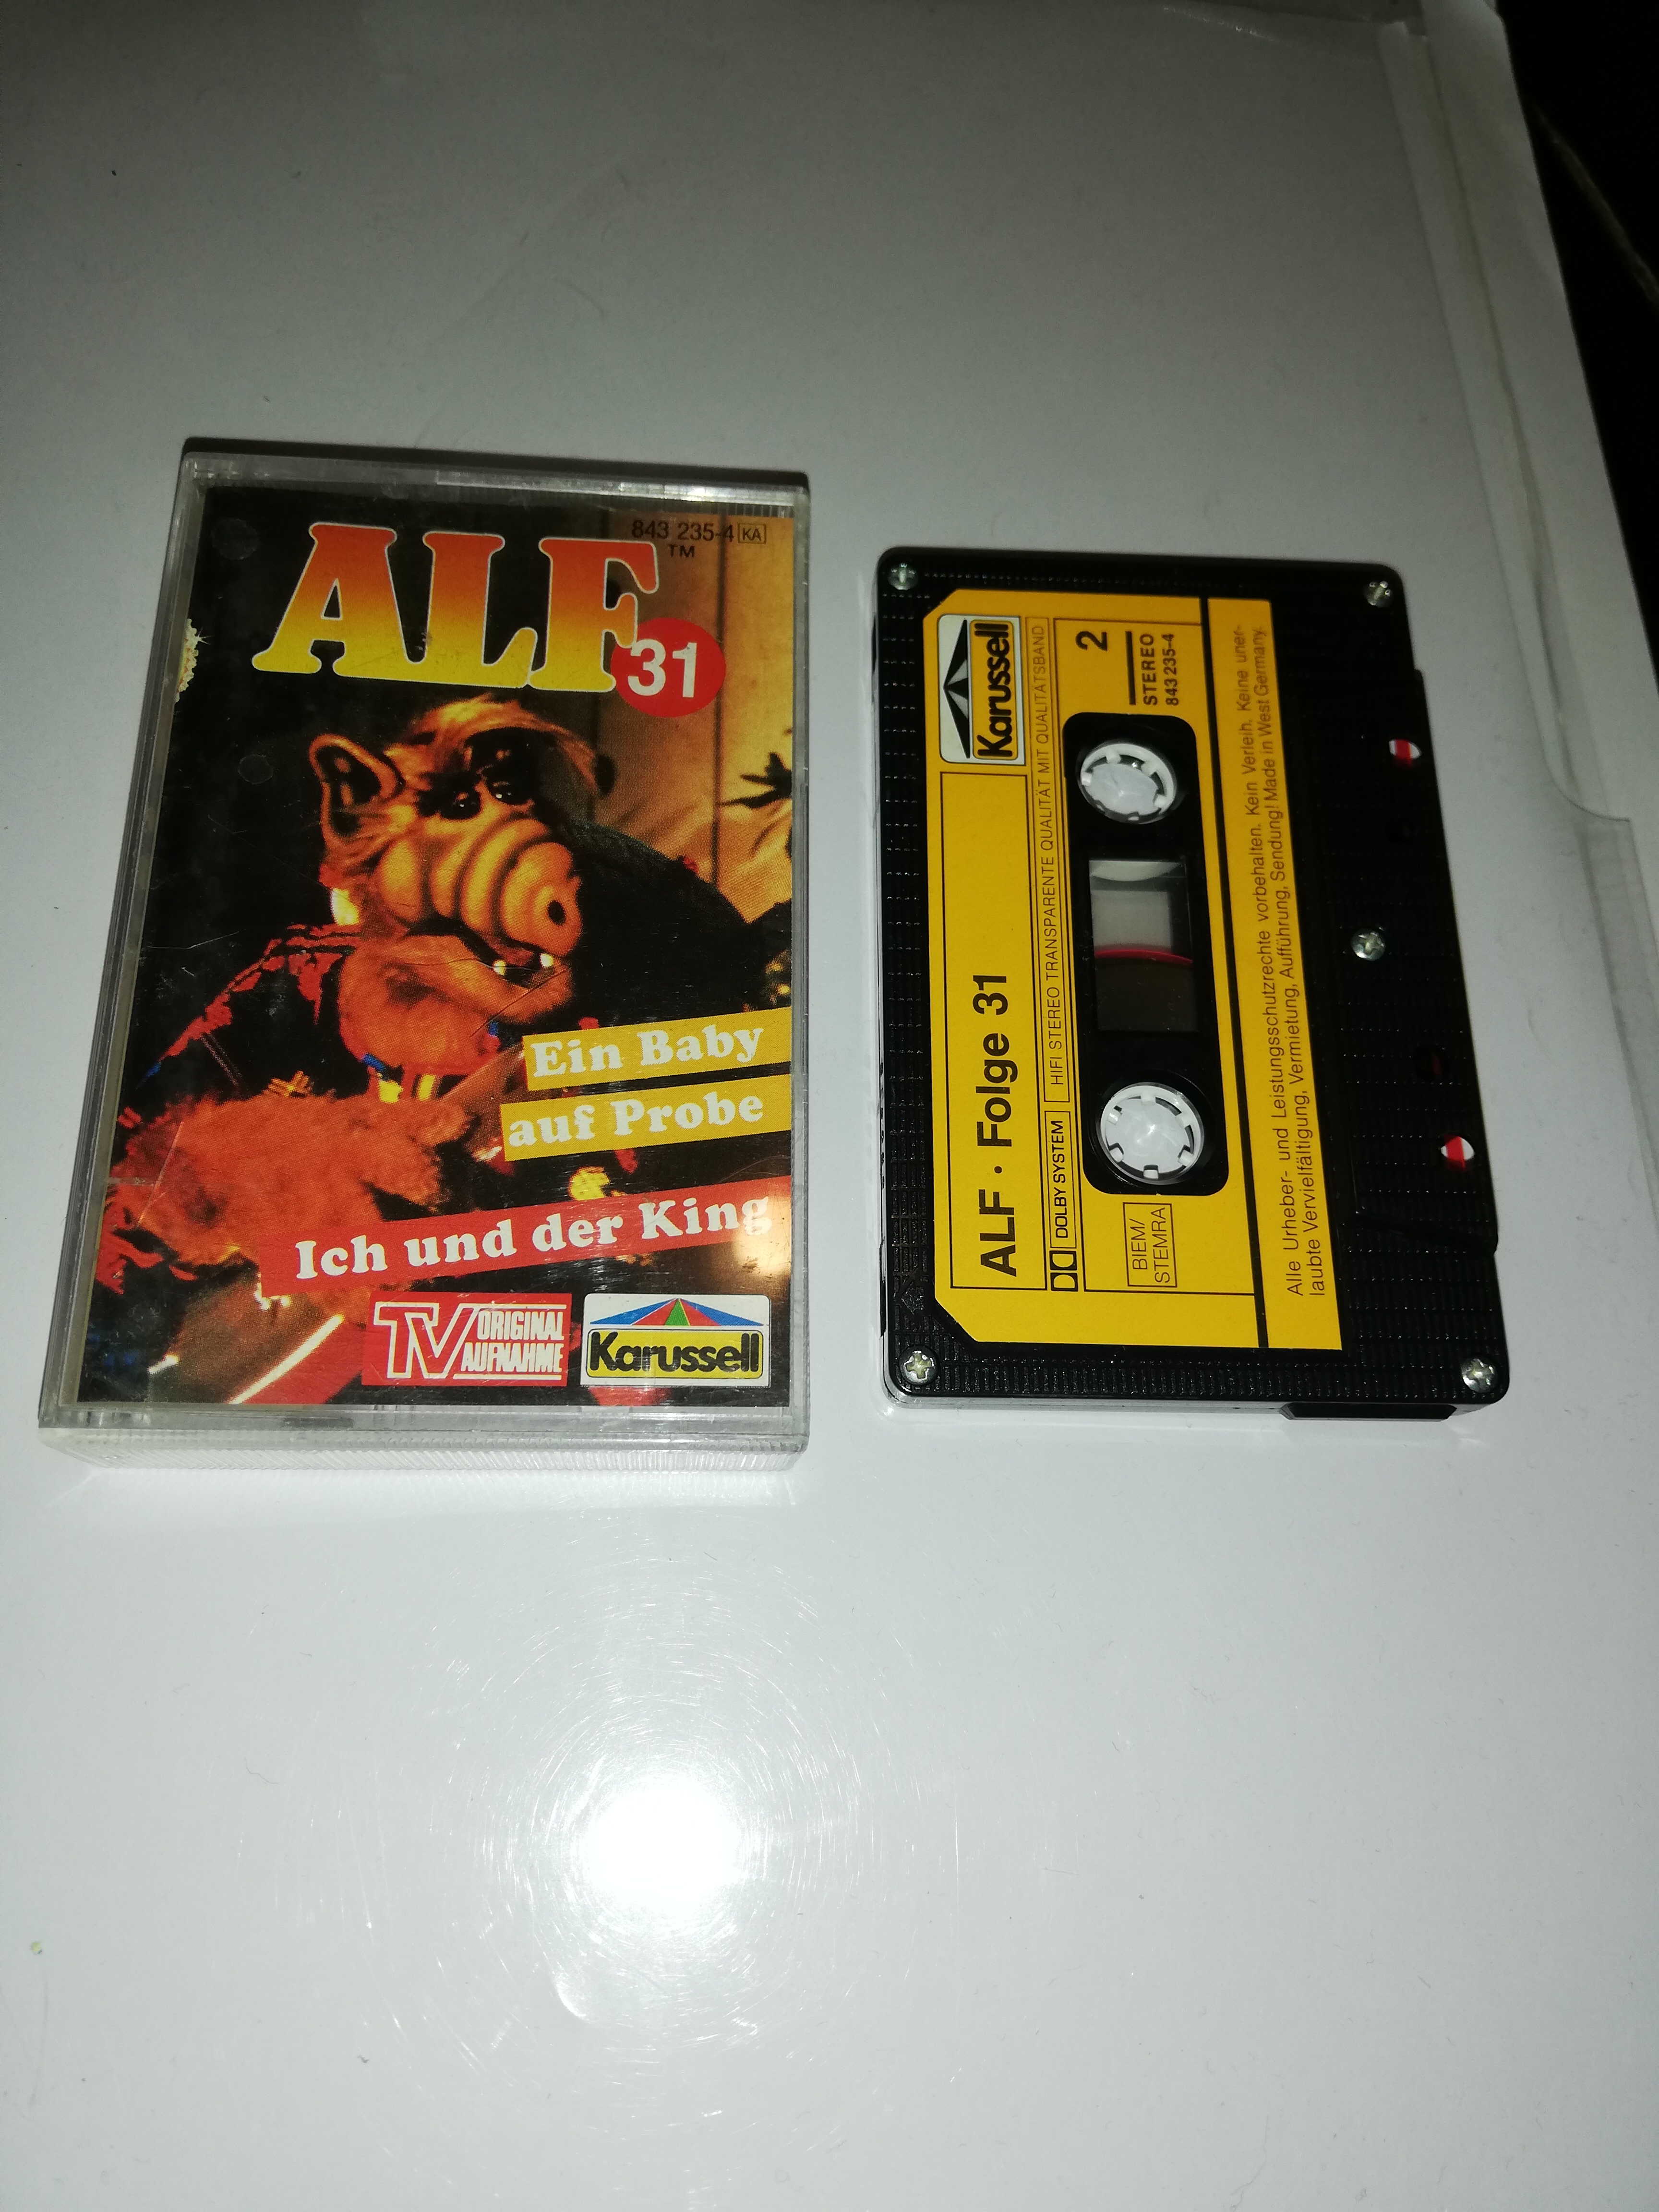 843 235-4 KA
ALF
TM
31
Ein Baby
auf Probe
Ich und der King
TV ORIGINAL
AUFNAHME
Karussell
Karussell
ALF · Folge 31
DOLBY SYSTEM
HIFI STEREO TRANSPARENTE QUALITÄT MIT QUALITÄTSBAND
2
STEREO
843 235-4
BIEM/
STEMRA
Alle Urheber- und Leistungsschutzrechte vorbehalten. Kein Verleih. Keine uner-
laubte Vervielfältigung, Vermietung, Aufführung, Sendung! Made in West Germany.